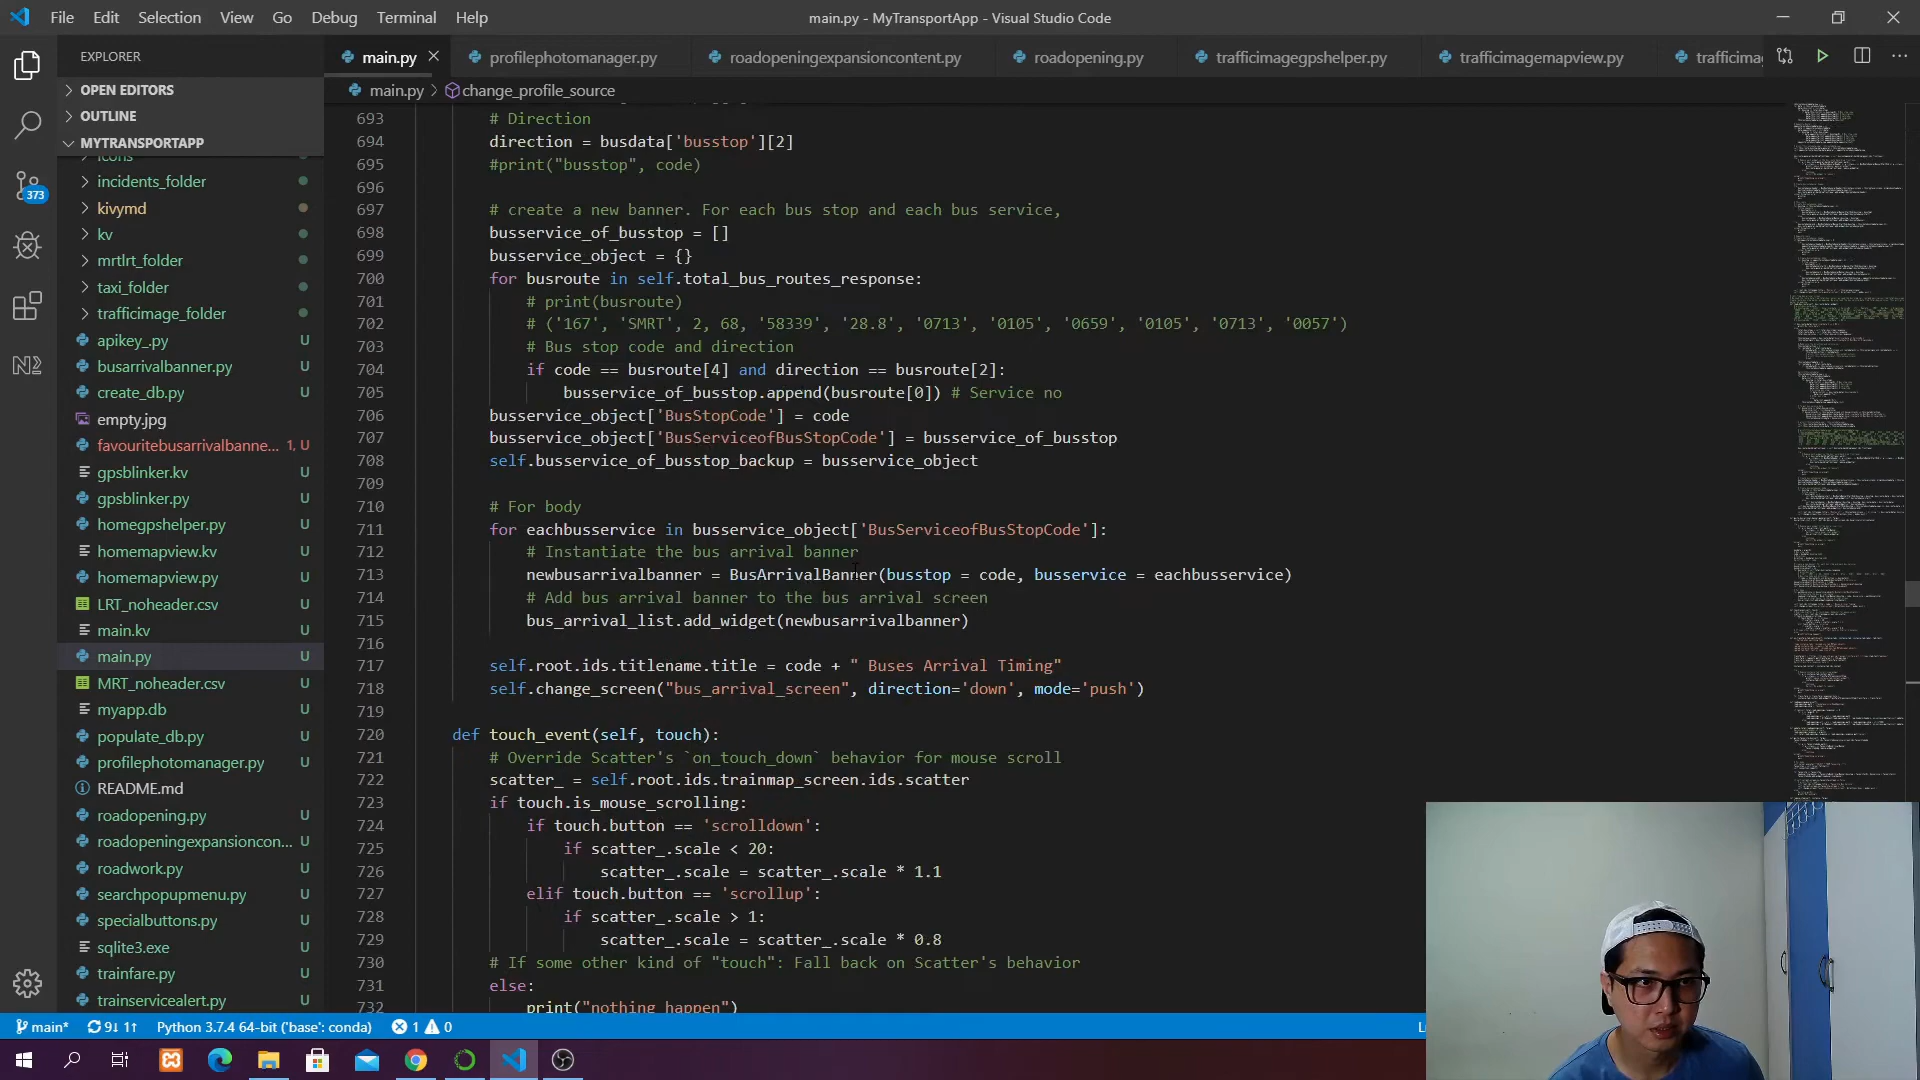 File Edit Selection View Go Debug Terminal Help
main.py - MyTransportApp - Visual Studio Code
EXPLORER
main.py
profilephotomanager.py
roadopeningexpansioncontent.py
roadopening.py
trafficimagegpshelper.py
trafficimagemapview.py
trafficima
main.py > change_profile_source
OPEN EDITORS
OUTLINE
MYTRANSPORTAPP
icons
incidents_folder
kivymd
kv
mrtlrt_folder
taxi_folder
trafficimage_folder
apikey_.py U
busarrivalbanner.py U
create_db.py U
empty.jpg U
favouritebusarrivalbanne... 1, U
gpsblinker.kv U
gpsblinker.py U
homegpshelper.py U
homemapview.kv U
homemapview.py U
LRT_noheader.csv U
main.kv U
main.py U
MRT_noheader.csv U
myapp.db U
populate_db.py U
profilephotomanager.py U
README.md
roadopening.py U
roadopeningexpansioncon... U
roadwork.py U
searchpopupmenu.py U
specialbuttons.py U
sqlite3.exe U
trainfare.py U
trainservicealert.py U
373
693 # Direction
694 direction = busdata['busstop'][2]
695 #print("busstop", code)
696
697 # create a new banner. For each bus stop and each bus service,
698 busservice_of_busstop = []
699 busservice_object = {}
700 for busroute in self.total_bus_routes_response:
701 # print(busroute)
702 # ('167', 'SMRT', 2, 68, '58339', '28.8', '0713', '0105', '0659', '0105', '0713', '0057')
703 # Bus stop code and direction
704 if code == busroute[4] and direction == busroute[2]:
705 busservice_of_busstop.append(busroute[0]) # Service no
706 busservice_object['BusStopCode'] = code
707 busservice_object['BusServiceofBusStopCode'] = busservice_of_busstop
708 self.busservice_of_busstop_backup = busservice_object
709
710 # For body
711 for eachbusservice in busservice_object['BusServiceofBusStopCode']:
712 # Instantiate the bus arrival banner
713 newbusarrivalbanner = BusArrivalBanner(busstop = code, busservice = eachbusservice)
714 # Add bus arrival banner to the bus arrival screen
715 bus_arrival_list.add_widget(newbusarrivalbanner)
716
717 self.root.ids.titlename.title = code + " Buses Arrival Timing"
718 self.change_screen("bus_arrival_screen", direction='down', mode='push')
719
720 def touch_event(self, touch):
721 # Override Scatter's `on_touch_down` behavior for mouse scroll
722 scatter_ = self.root.ids.trainmap_screen.ids.scatter
723 if touch.is_mouse_scrolling:
724 if touch.button == 'scrolldown':
725 if scatter_.scale < 20:
726 scatter_.scale = scatter_.scale * 1.1
727 elif touch.button == 'scrollup':
728 if scatter_.scale > 1:
729 scatter_.scale = scatter_.scale * 0.8
730 # If some other kind of "touch": Fall back on Scatter's behavior
731 else:
732 print("nothing happen")
main* 9↓ 1↑ Python 3.7.4 64-bit ('base': conda) 1 0